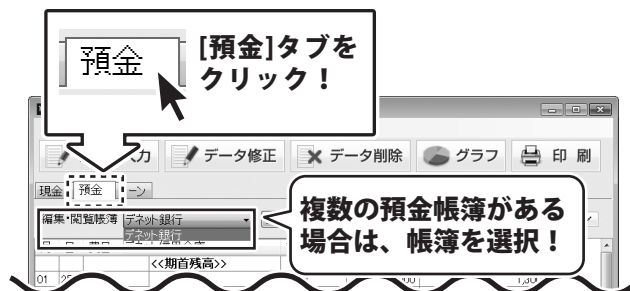 預金
[預金]タブを
クリック！
力 データ修正 データ削除 グラフ 印 刷
現金 預金 ーン
編集・閲覧帳簿 デネット銀行
デネット銀行
複数の預金帳簿がある
場合は、帳簿を選択！
<<期首残高>>
01